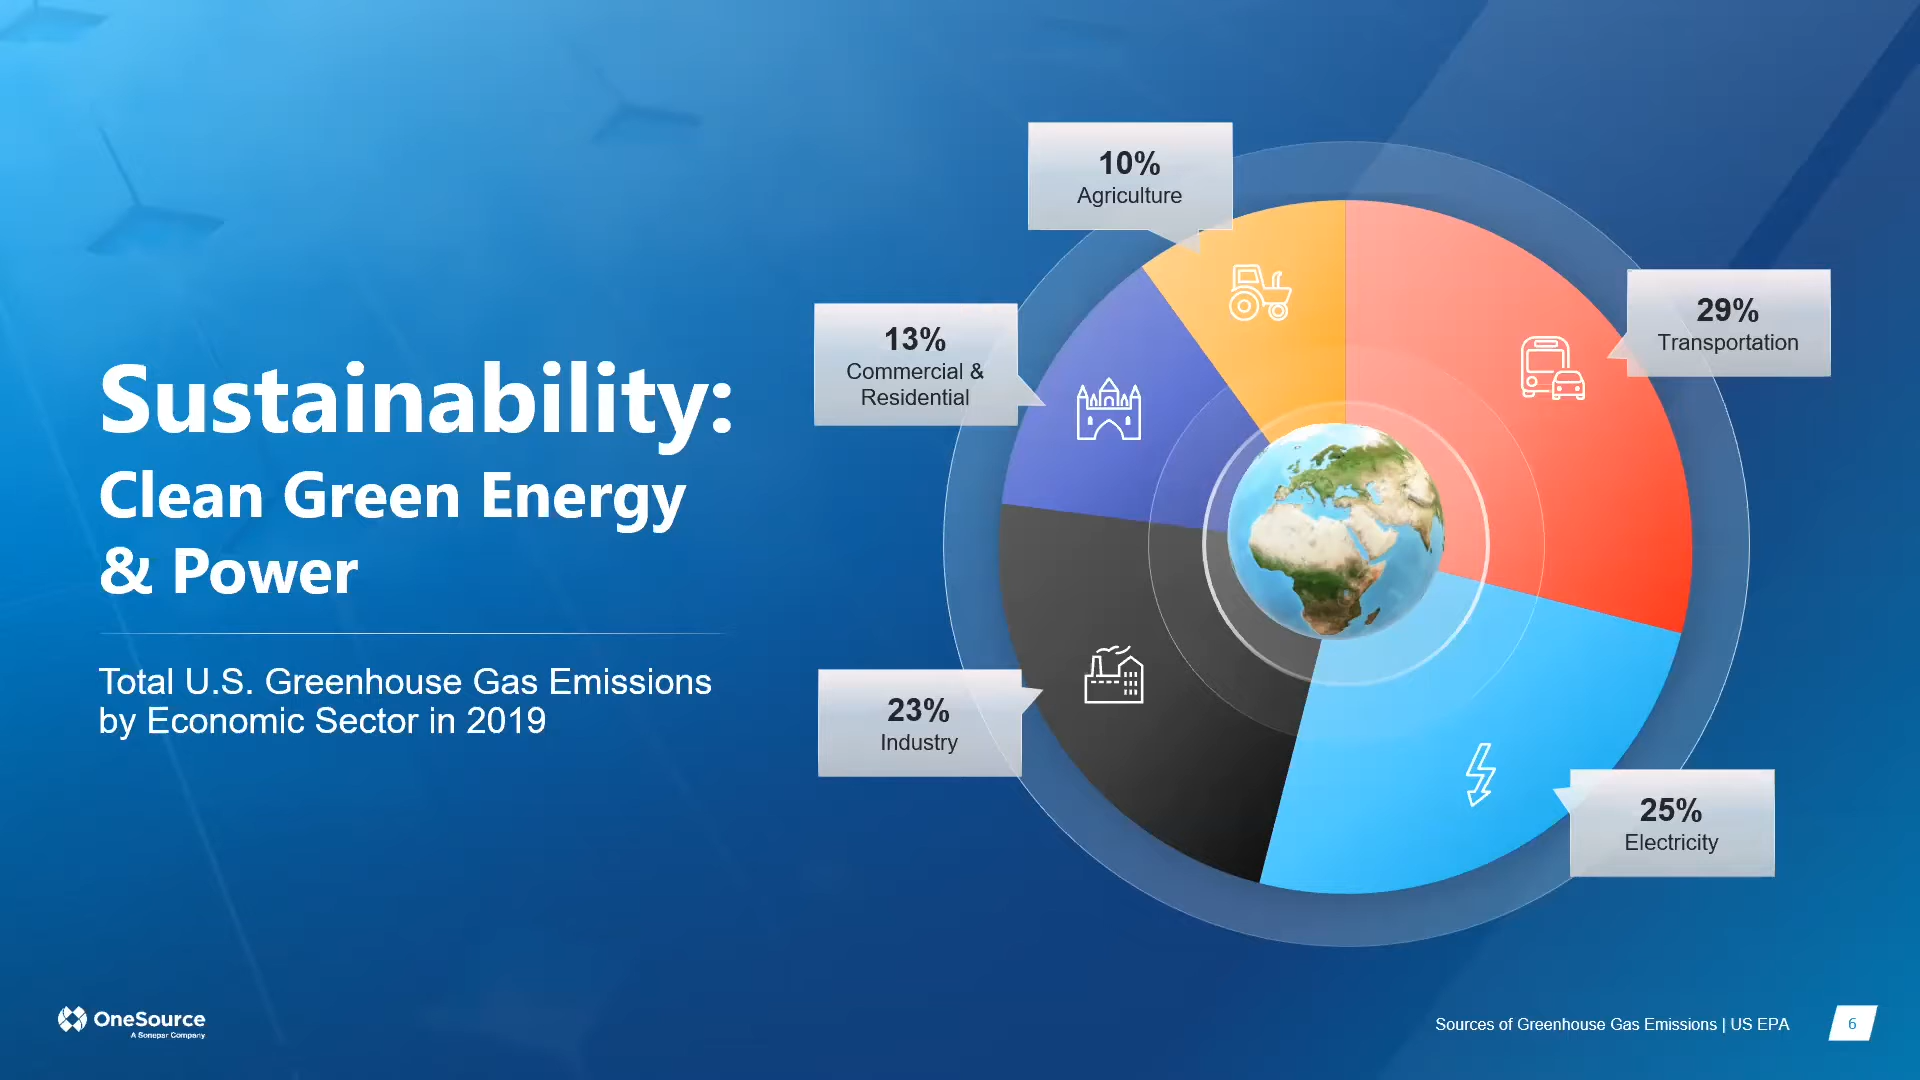 Sustainability:
Clean Green Energy
& Power
Total U.S. Greenhouse Gas Emissions
by Economic Sector in 2019
10%
Agriculture
29%
Transportation
13%
Commercial &
Residential
23%
Industry
25%
Electricity
OneSource
A Sonepar Company
Sources of Greenhouse Gas Emissions | US EPA
6